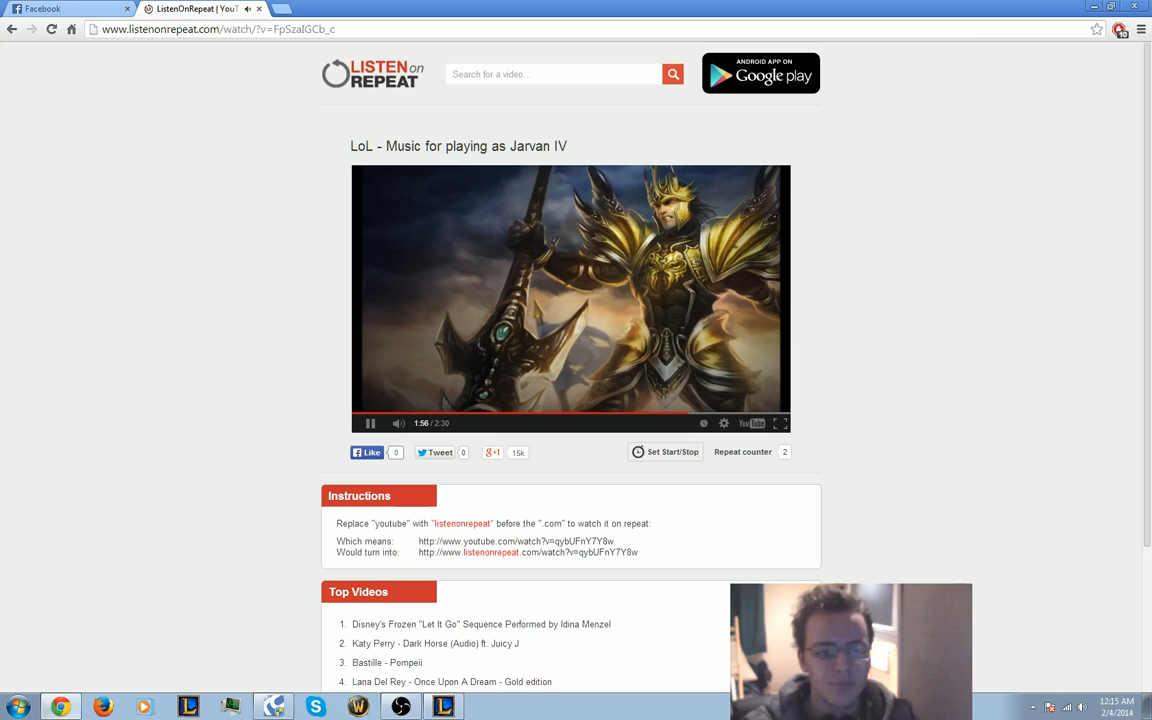 Facebook
ListenOnRepeat | YouT
www.listenonrepeat.com/watch/?v=FpSzaIGCb_c
10
LISTEN on
REPEAT
Search for a video...
ANDROID APP ON
Google play
LoL - Music for playing as Jarvan IV
1:56 / 2:30
YouTube
Like 0
Tweet 0
g+1 15k
Set Start/Stop
Repeat counter 2
Instructions
Replace "youtube" with "listenonrepeat" before the ".com" to watch it on repeat:
Which means: http://www.youtube.com/watch?v=qybUFnY7Y8w
Would turn into: http://www.listenonrepeat.com/watch?v=qybUFnY7Y8w
Top Videos
1. Disney's Frozen "Let It Go" Sequence Performed by Idina Menzel
2. Katy Perry - Dark Horse (Audio) ft. Juicy J
3. Bastille - Pompeii
4. Lana Del Rey - Once Upon A Dream - Gold edition
12:15 AM
2/4/2014